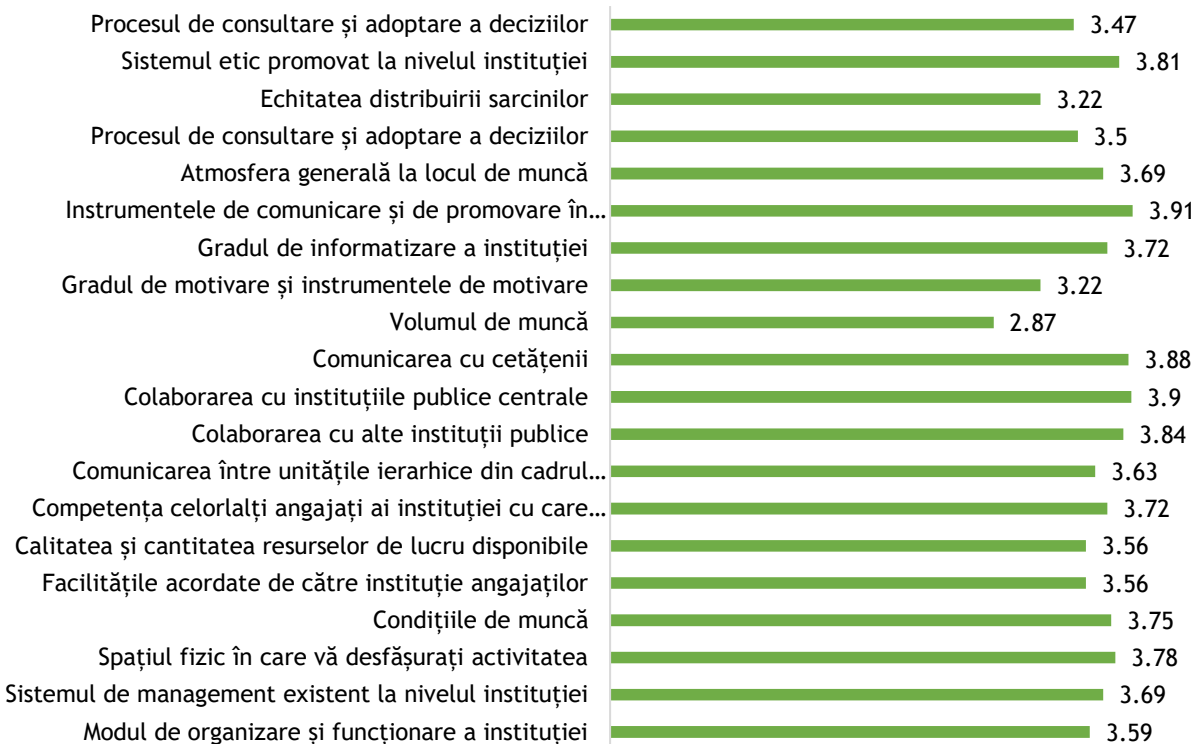 Procesul de consultare și adoptare a deciziilor 3.47
Sistemul etic promovat la nivelul instituției 3.81
Echitatea distribuirii sarcinilor 3.22
Procesul de consultare și adoptare a deciziilor 3.5
Atmosfera generală la locul de muncă 3.69
Instrumentele de comunicare și de promovare în… 3.91
Gradul de informatizare a instituției 3.72
Gradul de motivare și instrumentele de motivare 3.22
Volumul de muncă 2.87
Comunicarea cu cetățenii 3.88
Colaborarea cu instituțiile publice centrale 3.9
Colaborarea cu alte instituții publice 3.84
Comunicarea între unitățile ierarhice din cadrul… 3.63
Competența celorlalți angajați ai instituţiei cu care… 3.72
Calitatea și cantitatea resurselor de lucru disponibile 3.56
Facilitățile acordate de către instituție angajaților 3.56
Condițiile de muncă 3.75
Spațiul fizic în care vă desfășurați activitatea 3.78
Sistemul de management existent la nivelul instituției 3.69
Modul de organizare și funcționare a instituției 3.59